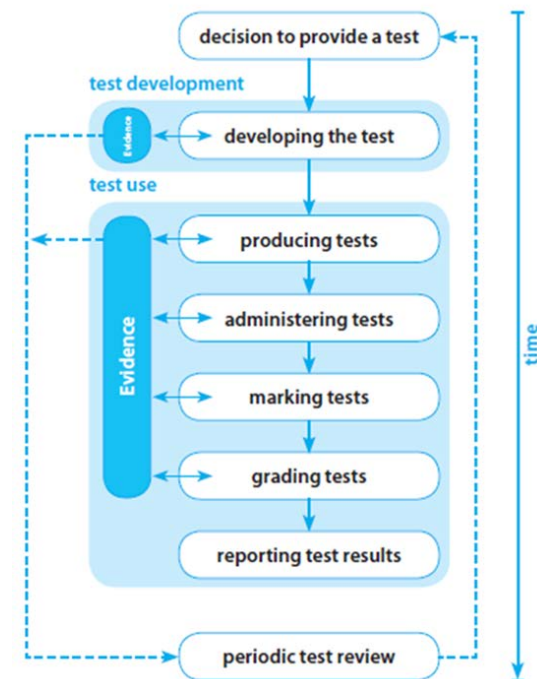 decision to provide a test
test development
Evidence
developing the test
test use
Evidence
producing tests
administering tests
marking tests
grading tests
reporting test results
periodic test review
time